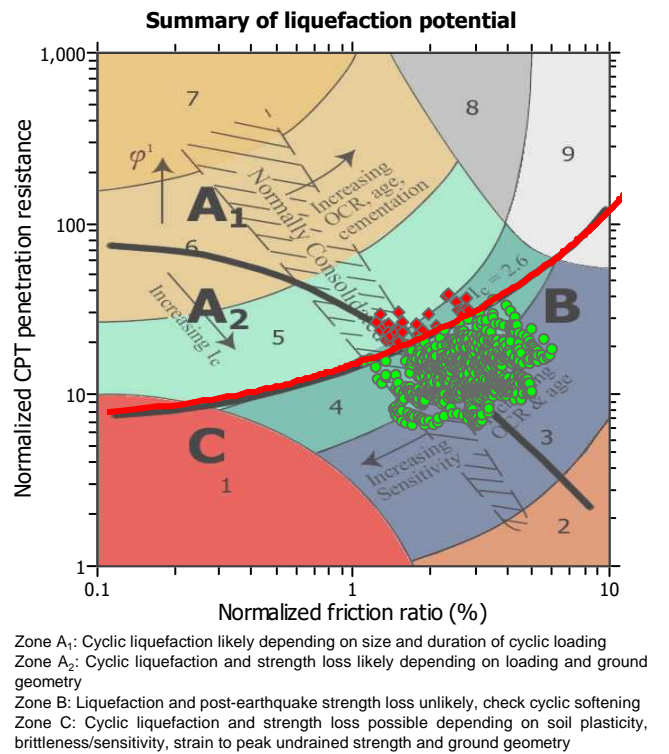 Summary of liquefaction potential
1,000
7
8
9
φ¹
Increasing
OCR, age,
cementation
A₁
Normally Consolidated
100
6
Normalized CPT penetration resistance
A₂
Increasing Ic
Ic = 2.6
B
5
10
4
OCR & age
3
C
Increasing
Sensitivity
1
2
1
0.1
1
10
Normalized friction ratio (%)
Zone A₁: Cyclic liquefaction likely depending on size and duration of cyclic loading
Zone A₂: Cyclic liquefaction and strength loss likely depending on loading and ground
geometry
Zone B: Liquefaction and post-earthquake strength loss unlikely, check cyclic softening
Zone C: Cyclic liquefaction and strength loss possible depending on soil plasticity,
brittleness/sensitivity, strain to peak undrained strength and ground geometry